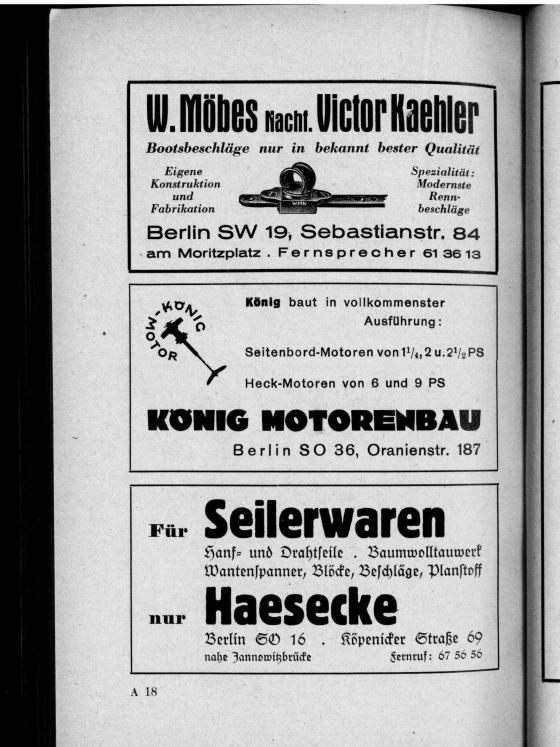 W. Möbes Nachf. Victor Kaehler
Bootsbeschläge nur in bekannt bester Qualität
Eigene
Konstruktion
und
Fabrikation
WMN
Spezialität:
Modernste
Renn-
beschläge
Berlin SW 19, Sebastianstr. 84
am Moritzplatz . Fernsprecher 61 36 13
KÖNIG-MOTOR
König baut in vollkommenster
Ausführung:
Seitenbord-Motoren von 1¹/₄, 2 u. 2¹/₂ PS
Heck-Motoren von 6 und 9 PS
KÖNIG MOTORENBAU
Berlin SO 36, Oranienstr. 187
Für Seilerwaren
Hanf- und Drahtseile . Baumwolltauwerk
Wantenspanner, Blöcke, Beschläge, Planstoff
nur Haesecke
Berlin SO 16 . Köpenicker Straße 69
nahe Jannowitzbrücke Fernruf: 67 56 56
A 18